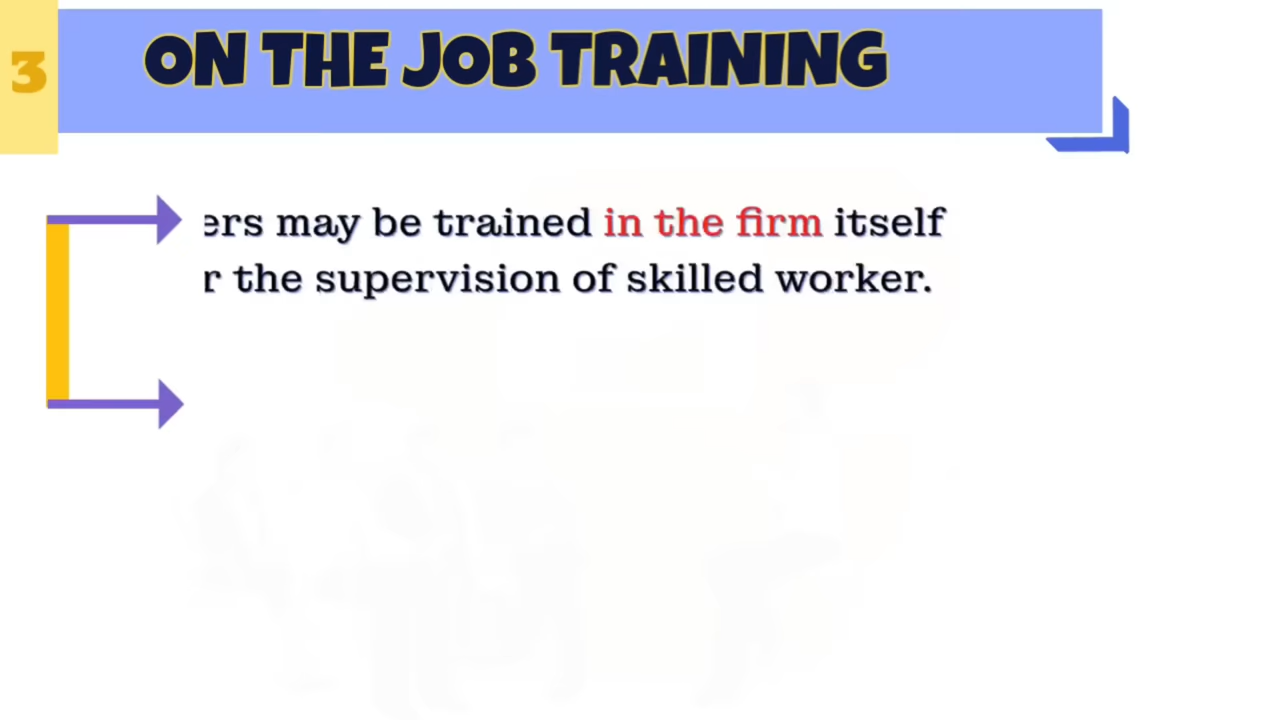 3
ON THE JOB TRAINING
ers may be trained in the firm itself
r the supervision of skilled worker.